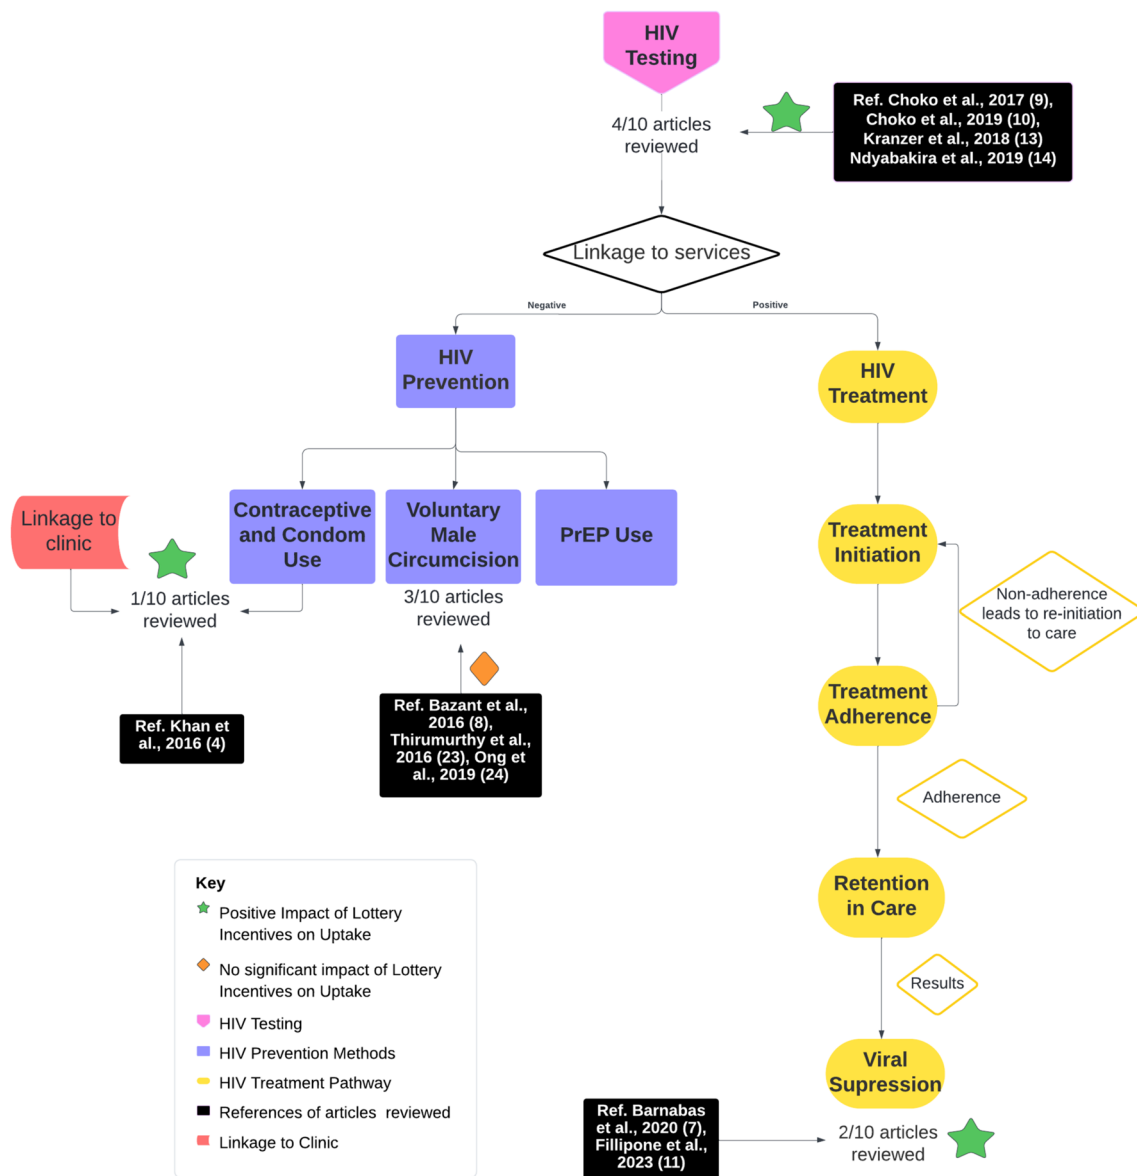 HIV
Testing
4/10 articles
reviewed
Ref. Choko et al., 2017 (9),
Choko et al., 2019 (10),
Kranzer et al., 2018 (13)
Ndyabakira et al., 2019 (14)
Linkage to services
Negative
Positive
HIV
Prevention
HIV
Treatment
Linkage to
clinic
Contraceptive
and Condom
Use
Voluntary
Male
Circumcision
PrEP Use
Treatment
Initiation
1/10 articles
reviewed
3/10 articles
reviewed
Non-adherence
leads to re-initiation
to care
Ref. Khan et
al., 2016 (4)
Ref. Bazant et al.,
2016 (8),
Thirumurthy et al.,
2016 (23), Ong et
al., 2019 (24)
Treatment
Adherence
Adherence
Retention
in Care
Results
Viral
Supression
Ref. Barnabas
et al., 2020 (7),
Fillipone et al.,
2023 (11)
2/10 articles
reviewed
Key
Positive Impact of Lottery
Incentives on Uptake
No significant impact of Lottery
Incentives on Uptake
HIV Testing
HIV Prevention Methods
HIV Treatment Pathway
References of articles reviewed
Linkage to Clinic